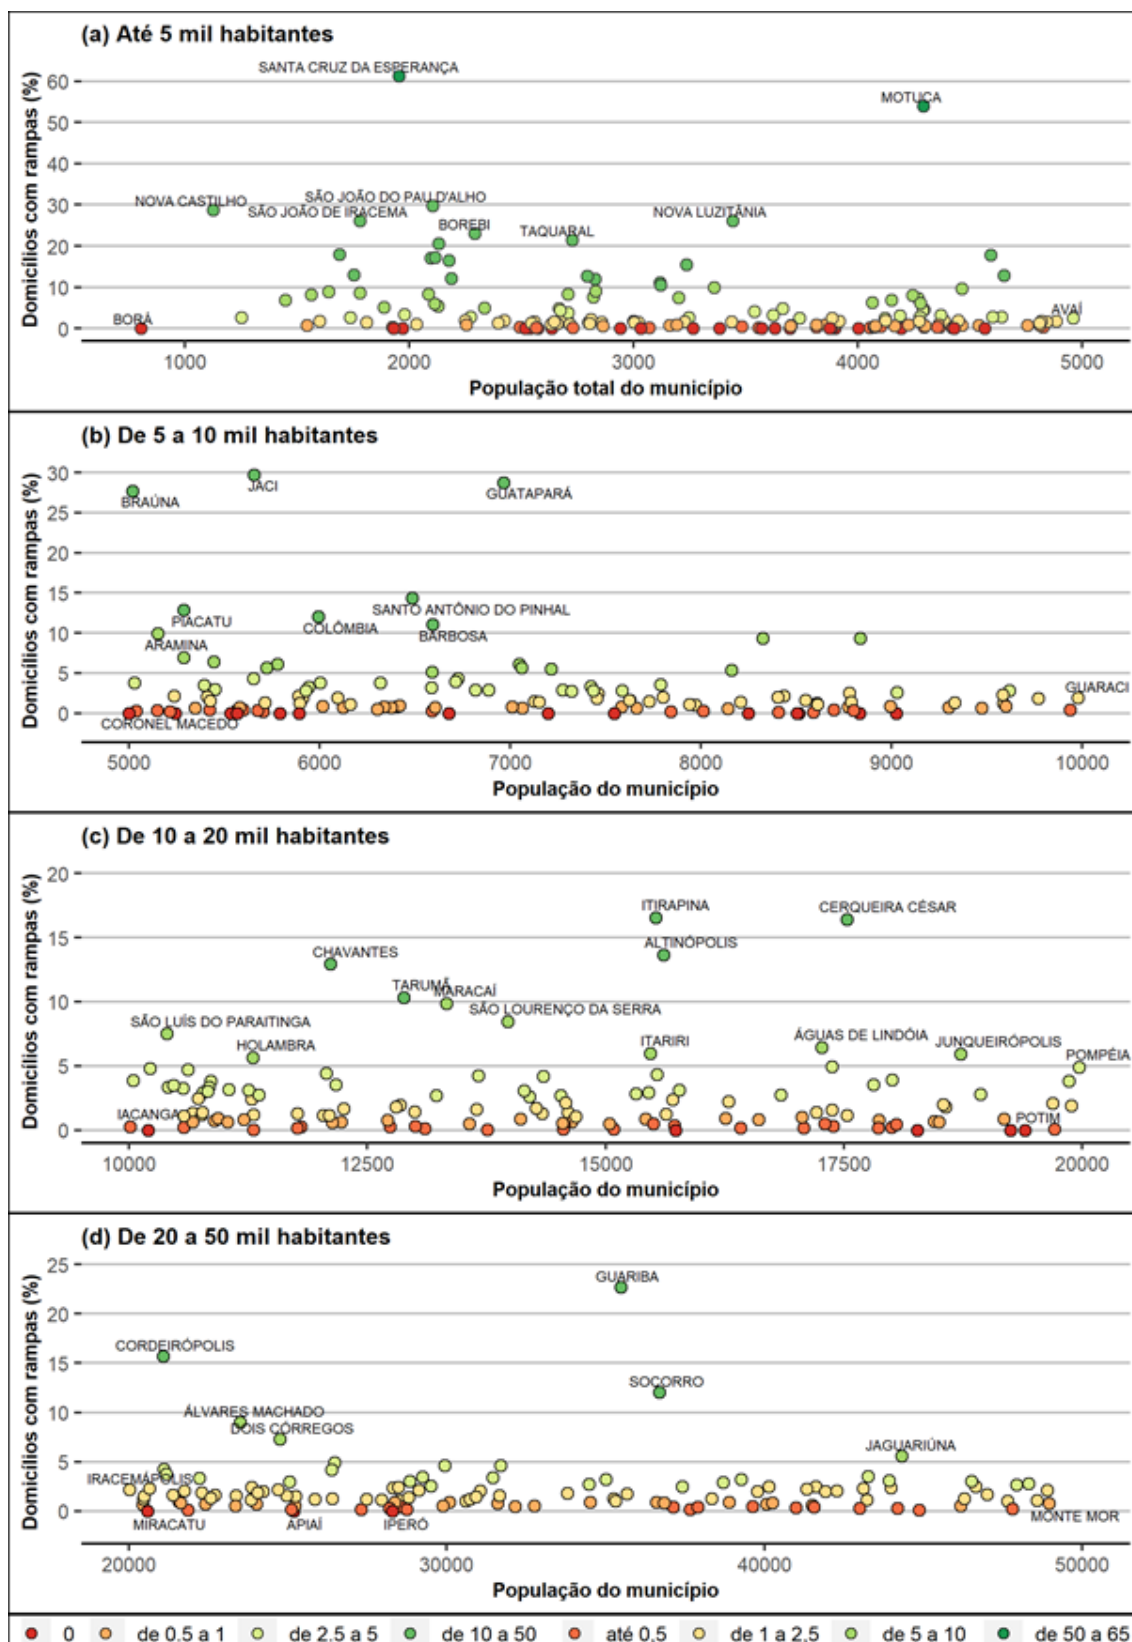 (a) Até 5 mil habitantes
Domicílios com rampas (%)
60
50
40
30
20
10
0
SANTA CRUZ DA ESPERANÇA
MOTUCA
NOVA CASTILHO
SÃO JOÃO DO PAU D'ALHO
SÃO JOÃO DE IRACEMA
NOVA LUZITÂNIA
BOREBI
TAQUARAL
BORÁ
AVAÍ
1000
2000
3000
4000
5000
População total do município
(b) De 5 a 10 mil habitantes
Domicílios com rampas (%)
30
25
20
15
10
5
0
BRAÚNA
JACI
GUATAPARÁ
PIACATU
COLÔMBIA
SANTO ANTÔNIO DO PINHAL
BARBOSA
ARAMINA
GUARACI
CORONEL MACEDO
5000
6000
7000
8000
9000
10000
População do município
(c) De 10 a 20 mil habitantes
Domicílios com rampas (%)
20
15
10
5
0
ITIRAPINA
CERQUEIRA CÉSAR
ALTINÓPOLIS
CHAVANTES
TARUMÃ
MARACAÍ
SÃO LOURENÇO DA SERRA
SÃO LUÍS DO PARAITINGA
HOLAMBRA
ITARIRI
ÁGUAS DE LINDÓIA
JUNQUEIRÓPOLIS
POMPÉIA
IACANGA
POTIM
10000
12500
15000
17500
20000
População do município
(d) De 20 a 50 mil habitantes
Domicílios com rampas (%)
25
20
15
10
5
0
GUARIBA
CORDEIRÓPOLIS
SOCORRO
ÁLVARES MACHADO
DOIS CÓRREGOS
JAGUARIÚNA
IRACEMÁPOLIS
MIRACATU
APIAÍ
IPERÓ
MONTE MOR
20000
30000
40000
50000
População do município
0 de 0.5 a 1 de 2.5 a 5 de 10 a 50 até 0,5 de 1 a 2,5 de 5 a 10 de 50 a 65